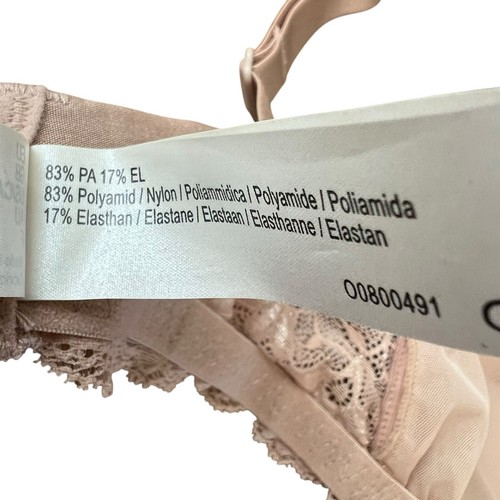 83% PA 17% EL
83% Polyamid / Nylon / Poliammidica / Polyamide / Poliamida
17% Elasthan / Elastane / Elastaan / Elasthanne / Elastan
O0800491